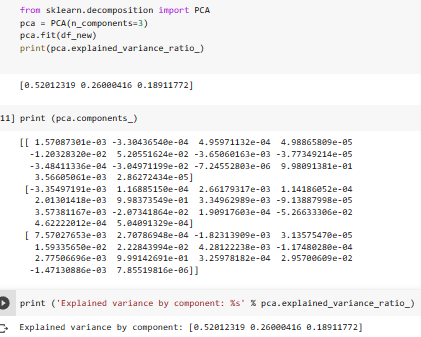 from sklearn.decomposition import PCA
pca = PCA(n_components=3)
pca.fit(df_new)
print(pca.explained_variance_ratio_)
[0.52012319 0.26000416 0.18911772]
11] print (pca.components_)
[[ 1.57087301e-03 -3.30436540e-04 4.95971132e-04 4.98865809e-05
-1.20328320e-02 5.20551624e-02 -3.65060163e-03 -3.77349214e-05
-3.48411336e-04 -3.04971199e-02 -7.24552803e-06 9.98091381e-01
3.56605061e-03 2.86272434e-05]
[-3.35497191e-03 1.16885150e-04 2.66179317e-03 1.14186052e-04
2.01301418e-03 9.98373549e-01 3.34962989e-03 -9.13887998e-05
3.57381167e-03 -2.07341864e-02 1.90917603e-04 -5.26633306e-02
4.62222012e-04 5.04091329e-04]
[ 7.57027653e-03 2.70786948e-04 -1.82313909e-03 3.13575470e-05
1.59335650e-02 2.22843994e-02 4.28122238e-03 -1.17480280e-04
2.77506696e-03 9.99142691e-01 3.25978182e-04 2.95700609e-02
-1.47130886e-03 7.85519816e-06]]
print ('Explained variance by component: %s' % pca.explained_variance_ratio_)
Explained variance by component: [0.52012319 0.26000416 0.18911772]